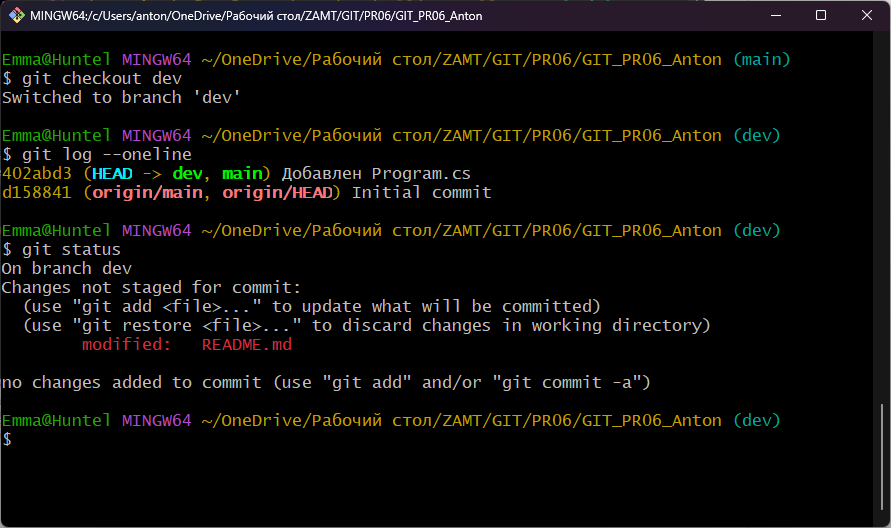 MINGW64:/c/Users/anton/OneDrive/Рабочий стол/ZAMT/GIT/PR06/GIT_PR06_Anton
Emma@Huntel MINGW64 ~/OneDrive/Рабочий стол/ZAMT/GIT/PR06/GIT_PR06_Anton (main)
$ git checkout dev
Switched to branch 'dev'
Emma@Huntel MINGW64 ~/OneDrive/Рабочий стол/ZAMT/GIT/PR06/GIT_PR06_Anton (dev)
$ git log --oneline
402abd3 (HEAD -> dev, main) Добавлен Program.cs
d158841 (origin/main, origin/HEAD) Initial commit
Emma@Huntel MINGW64 ~/OneDrive/Рабочий стол/ZAMT/GIT/PR06/GIT_PR06_Anton (dev)
$ git status
On branch dev
Changes not staged for commit:
  (use "git add <file>..." to update what will be committed)
  (use "git restore <file>..." to discard changes in working directory)
        modified:   README.md
no changes added to commit (use "git add" and/or "git commit -a")
Emma@Huntel MINGW64 ~/OneDrive/Рабочий стол/ZAMT/GIT/PR06/GIT_PR06_Anton (dev)
$